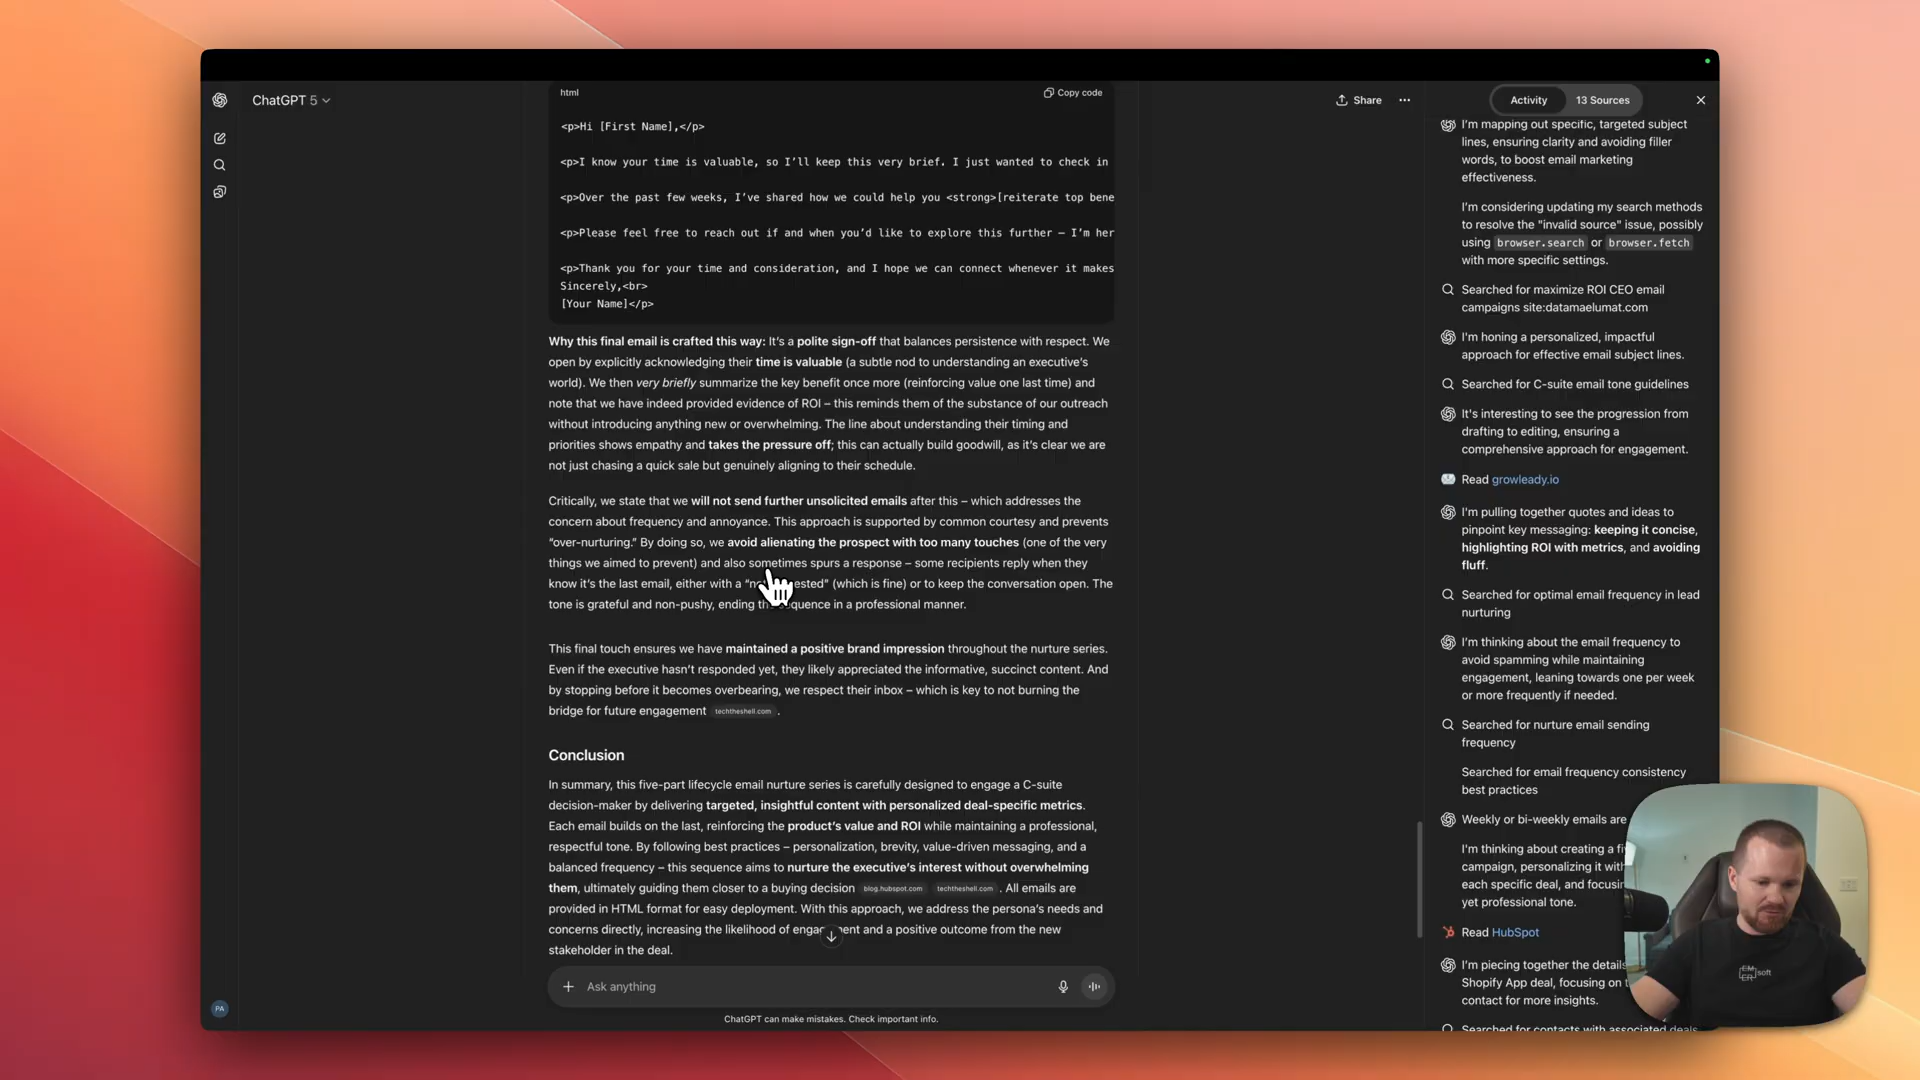 ChatGPT 5
html
Copy code
<p>Hi [First Name],</p>
<p>I know your time is valuable, so I’ll keep this very brief. I just wanted to check in
<p>Over the past few weeks, I’ve shared how we could help you <strong>[reiterate top bene
<p>Please feel free to reach out if and when you’d like to explore this further – I’m her
<p>Thank you for your time and consideration, and I hope we can connect whenever it makes
Sincerely,<br>
[Your Name]</p>
Why this final email is crafted this way: It’s a polite sign-off that balances persistence with respect. We
open by explicitly acknowledging their time is valuable (a subtle nod to understanding an executive’s
world). We then very briefly summarize the key benefit once more (reinforcing value one last time) and
note that we have indeed provided evidence of ROI – this reminds them of the substance of our outreach
without introducing anything new or overwhelming. The line about understanding their timing and
priorities shows empathy and takes the pressure off; this can actually build goodwill, as it’s clear we are
not just chasing a quick sale but genuinely aligning to their schedule.
Critically, we state that we will not send further unsolicited emails after this – which addresses the
concern about frequency and annoyance. This approach is supported by common courtesy and prevents
“over-nurturing.” By doing so, we avoid alienating the prospect with too many touches (one of the very
things we aimed to prevent) and also sometimes spurs a response – some recipients reply when they
know it’s the last email, either with a (which is fine) or to keep the conversation open. The
tone is grateful and non-pushy, ending in a professional manner.
This final touch ensures we have maintained a positive brand impression throughout the nurture series.
Even if the executive hasn’t responded yet, they likely appreciated the informative, succinct content. And
by stopping before it becomes overbearing, we respect their inbox – which is key to not burning the
bridge for future engagement techtheshell.com .
Conclusion
In summary, this five-part lifecycle email nurture series is carefully designed to engage a C-suite
decision-maker by delivering targeted, insightful content with personalized deal-specific metrics.
Each email builds on the last, reinforcing the product’s value and ROI while maintaining a professional,
respectful tone. By following best practices – personalization, brevity, value-driven messaging, and a
balanced frequency – this sequence aims to nurture the executive’s interest without overwhelming
them, ultimately guiding them closer to a buying decision blog.hubspot.com techtheshell.com . All emails are
provided in HTML format for easy deployment. With this approach, we address the persona’s needs and
concerns directly, increasing the likelihood of and a positive outcome from the new
stakeholder in the deal.
Ask anything
ChatGPT can make mistakes. Check important info.
PA
Share
Activity
13 Sources
I’m mapping out specific, targeted subject
lines, ensuring clarity and avoiding filler
words, to boost email marketing
effectiveness.
I’m considering updating my search methods
to resolve the "invalid source" issue, possibly
using browser.search or browser.fetch
with more specific settings.
Searched for maximize ROI CEO email
campaigns site:datamaelumat.com
I'm honing a personalized, impactful
approach for effective email subject lines.
Searched for C-suite email tone guidelines
It's interesting to see the progression from
drafting to editing, ensuring a
comprehensive approach for engagement.
Read growleady.io
I’m pulling together quotes and ideas to
pinpoint key messaging: keeping it concise,
highlighting ROI with metrics, and avoiding
fluff.
Searched for optimal email frequency in lead
nurturing
I’m thinking about the email frequency to
avoid spamming while maintaining
engagement, leaning towards one per week
or more frequently if needed.
Searched for nurture email sending
frequency
Searched for email frequency consistency
best practices
Weekly or bi-weekly emails are
I’m thinking about creating a fi
campaign, personalizing it with
each specific deal, and focusin
yet professional tone.
Read HubSpot
I’m piecing together the details
Shopify App deal, focusing on t
contact for more insights.
Searched for contacts with associated deals
soft